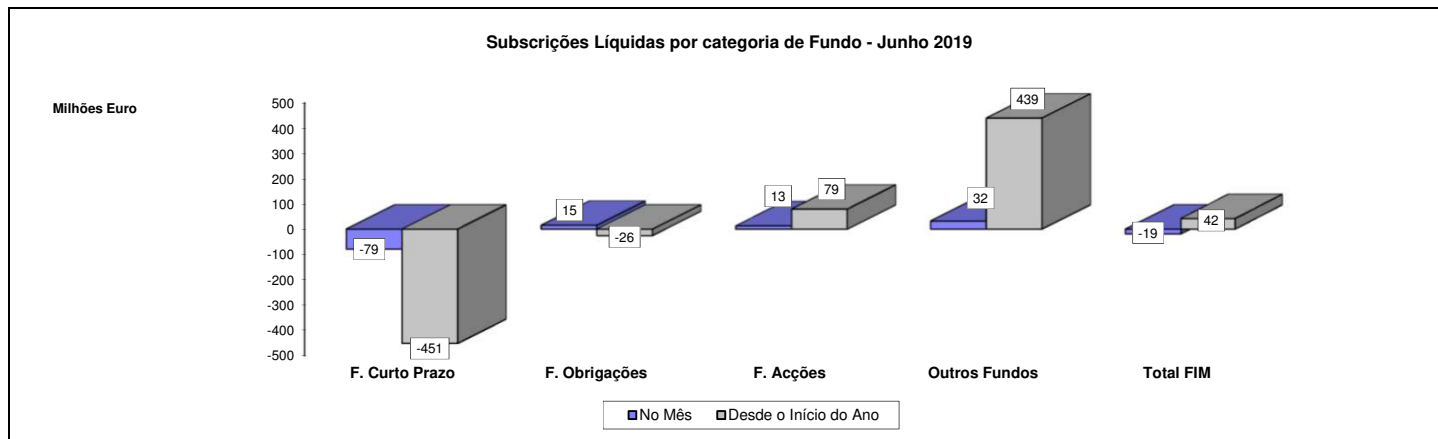 Subscrições Líquidas por categoria de Fundo - Junho 2019
Milhões Euro
500
400
300
200
100
0
-100
-200
-300
-400
-500
-79
-451
15
-26
13
79
32
439
-19
42
F. Curto Prazo
F. Obrigações
F. Acções
Outros Fundos
Total FIM
No Mês
Desde o Início do Ano